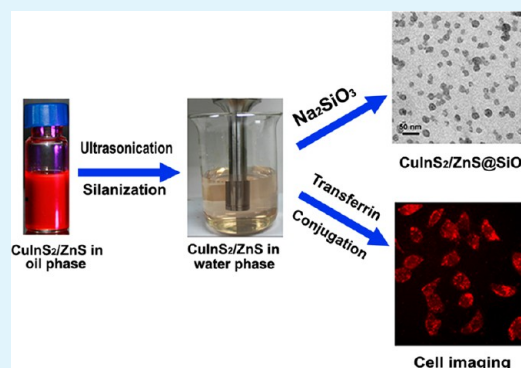 Ultrasonication
Silanization
CuInS₂/ZnS in
oil phase
CuInS₂/ZnS in
water phase
Na₂SiO₃
50 nm
CuInS₂/ZnS@SiO
Transferrin
Conjugation
Cell imaging